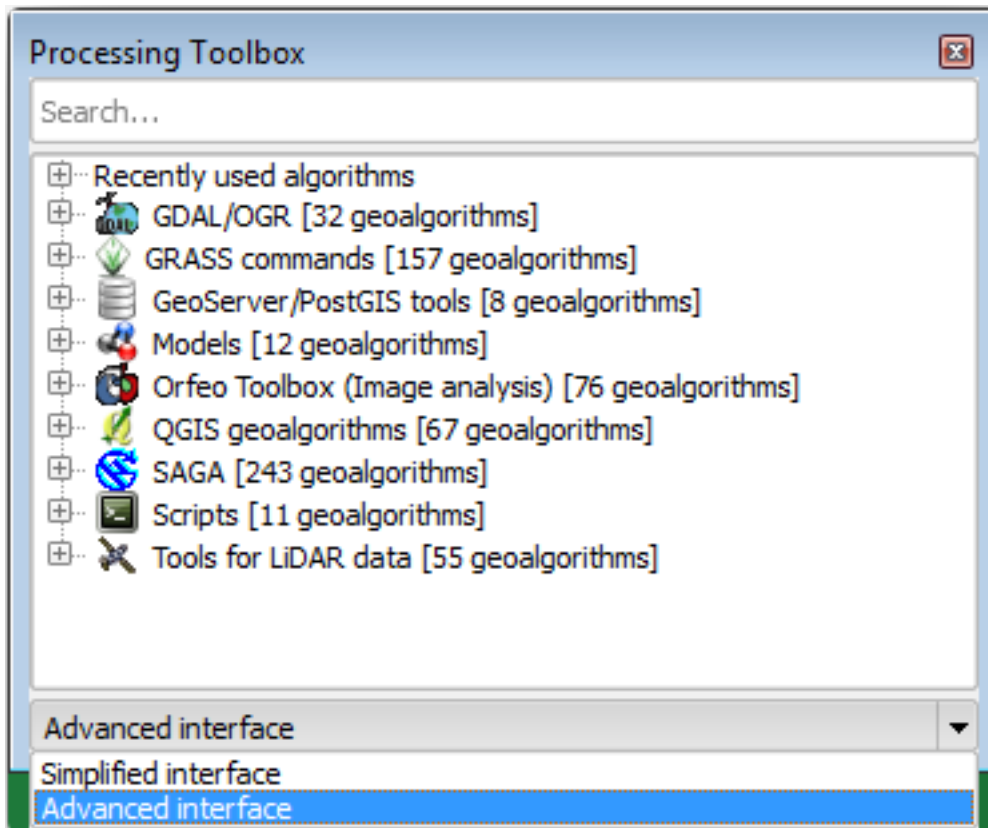 Processing Toolbox
Search...
Recently used algorithms
GDAL/OGR [32 geoalgorithms]
GRASS commands [157 geoalgorithms]
GeoServer/PostGIS tools [8 geoalgorithms]
Models [12 geoalgorithms]
Orfeo Toolbox (Image analysis) [76 geoalgorithms]
QGIS geoalgorithms [67 geoalgorithms]
SAGA [243 geoalgorithms]
Scripts [11 geoalgorithms]
Tools for LiDAR data [55 geoalgorithms]
Advanced interface
Simplified interface
Advanced interface